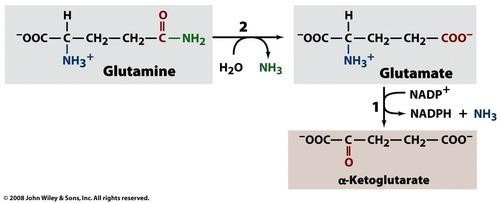 H
O
2
⁻OOC—C—CH₂—CH₂—C—NH₂
NH₃⁺
Glutamine
H₂O
NH₃
H
⁻OOC—C—CH₂—CH₂—COO⁻
NH₃⁺
Glutamate
1
NADP⁺
NADPH + NH₃
⁻OOC—C—CH₂—CH₂—COO⁻
O
α-Ketoglutarate
© 2008 John Wiley & Sons, Inc. All rights reserved.